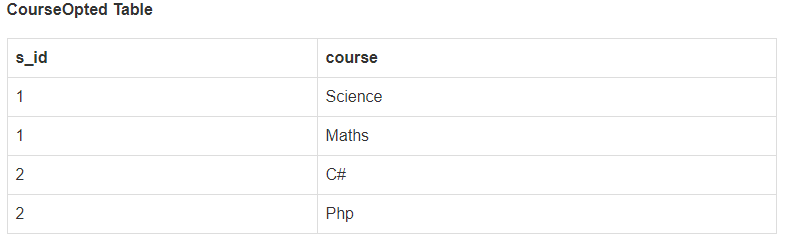 CourseOpted Table
s_id course
1 Science
1 Maths
2 C#
2 Php